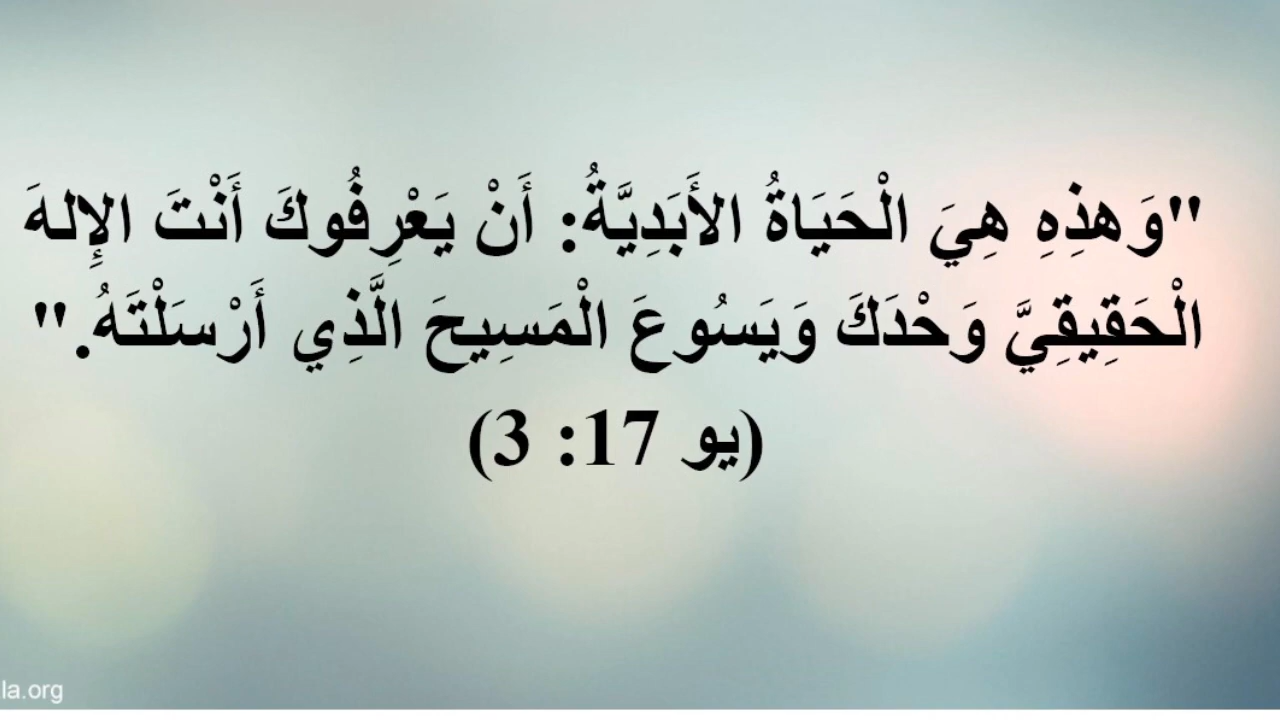 "وَهذِهِ هِيَ الْحَيَاةُ الأَبَدِيَّةُ: أَنْ يَعْرِفُوكَ أَنْتَ الإِلهَ
الْحَقِيقِيَّ وَحْدَكَ وَيَسُوعَ الْمَسِيحَ الَّذِي أَرْسَلْتَهُ."
(يو 17: 3)
la.org